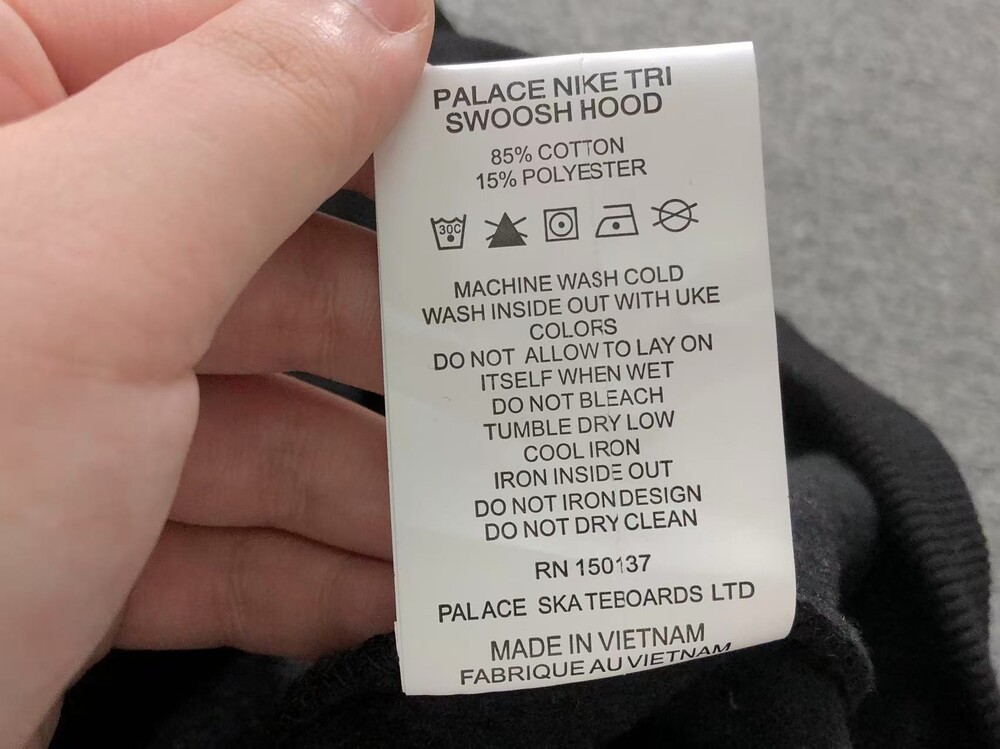 PALACE NIKE TRI
SWOOSH HOOD
85% COTTON
15% POLYESTER
30C
MACHINE WASH COLD
WASH INSIDE OUT WITH UKE
COLORS
DO NOT ALLOW TO LAY ON
ITSELF WHEN WET
DO NOT BLEACH
TUMBLE DRY LOW
COOL IRON
IRON INSIDE OUT
DO NOT IRON DESIGN
DO NOT DRY CLEAN
RN 150137
PALACE SKATEBOARDS LTD
MADE IN VIETNAM
FABRIQUE AU VIETNAM